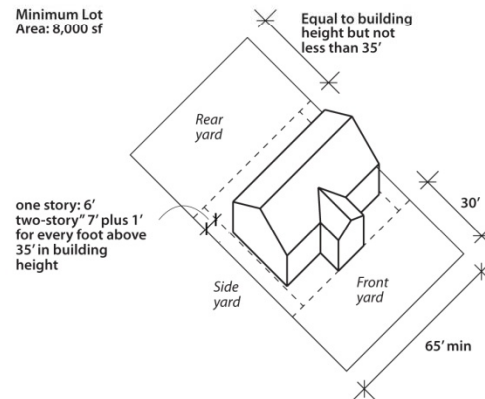 Minimum Lot
Area: 8,000 sf
Equal to building
height but not
less than 35’
Rear
yard
one story: 6’
two-story” 7’ plus 1’
for every foot above
35’ in building
height
30’
Side
yard
Front
yard
65’ min